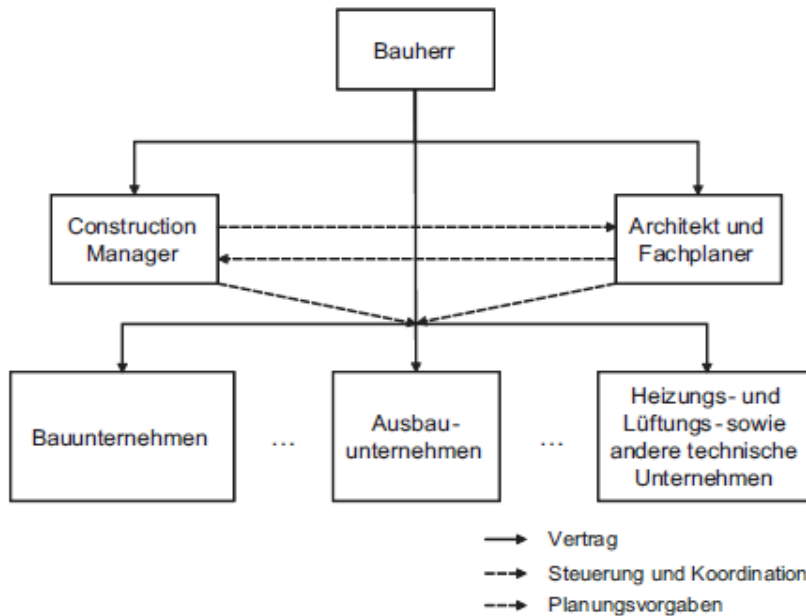 Bauherr
Construction
Manager
Architekt und
Fachplaner
Bauunternehmen
...
Ausbau-
unternehmen
...
Heizungs- und
Lüftungs- sowie
andere technische
Unternehmen
Vertrag
Steuerung und Koordination
Planungsvorgaben